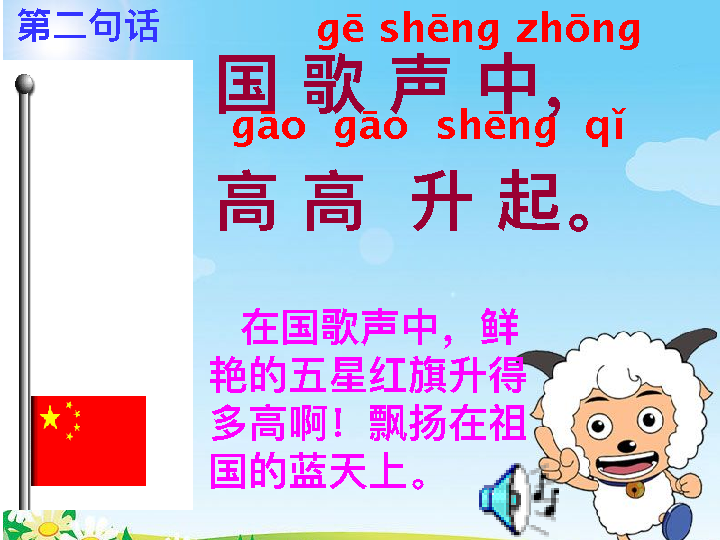 第二句话
gē shēng zhōng
国 歌 声 中，
gāo gāo shēng qǐ
高 高 升 起。
在国歌声中，鲜
艳的五星红旗升得
多高啊！飘扬在祖
国的蓝天上。